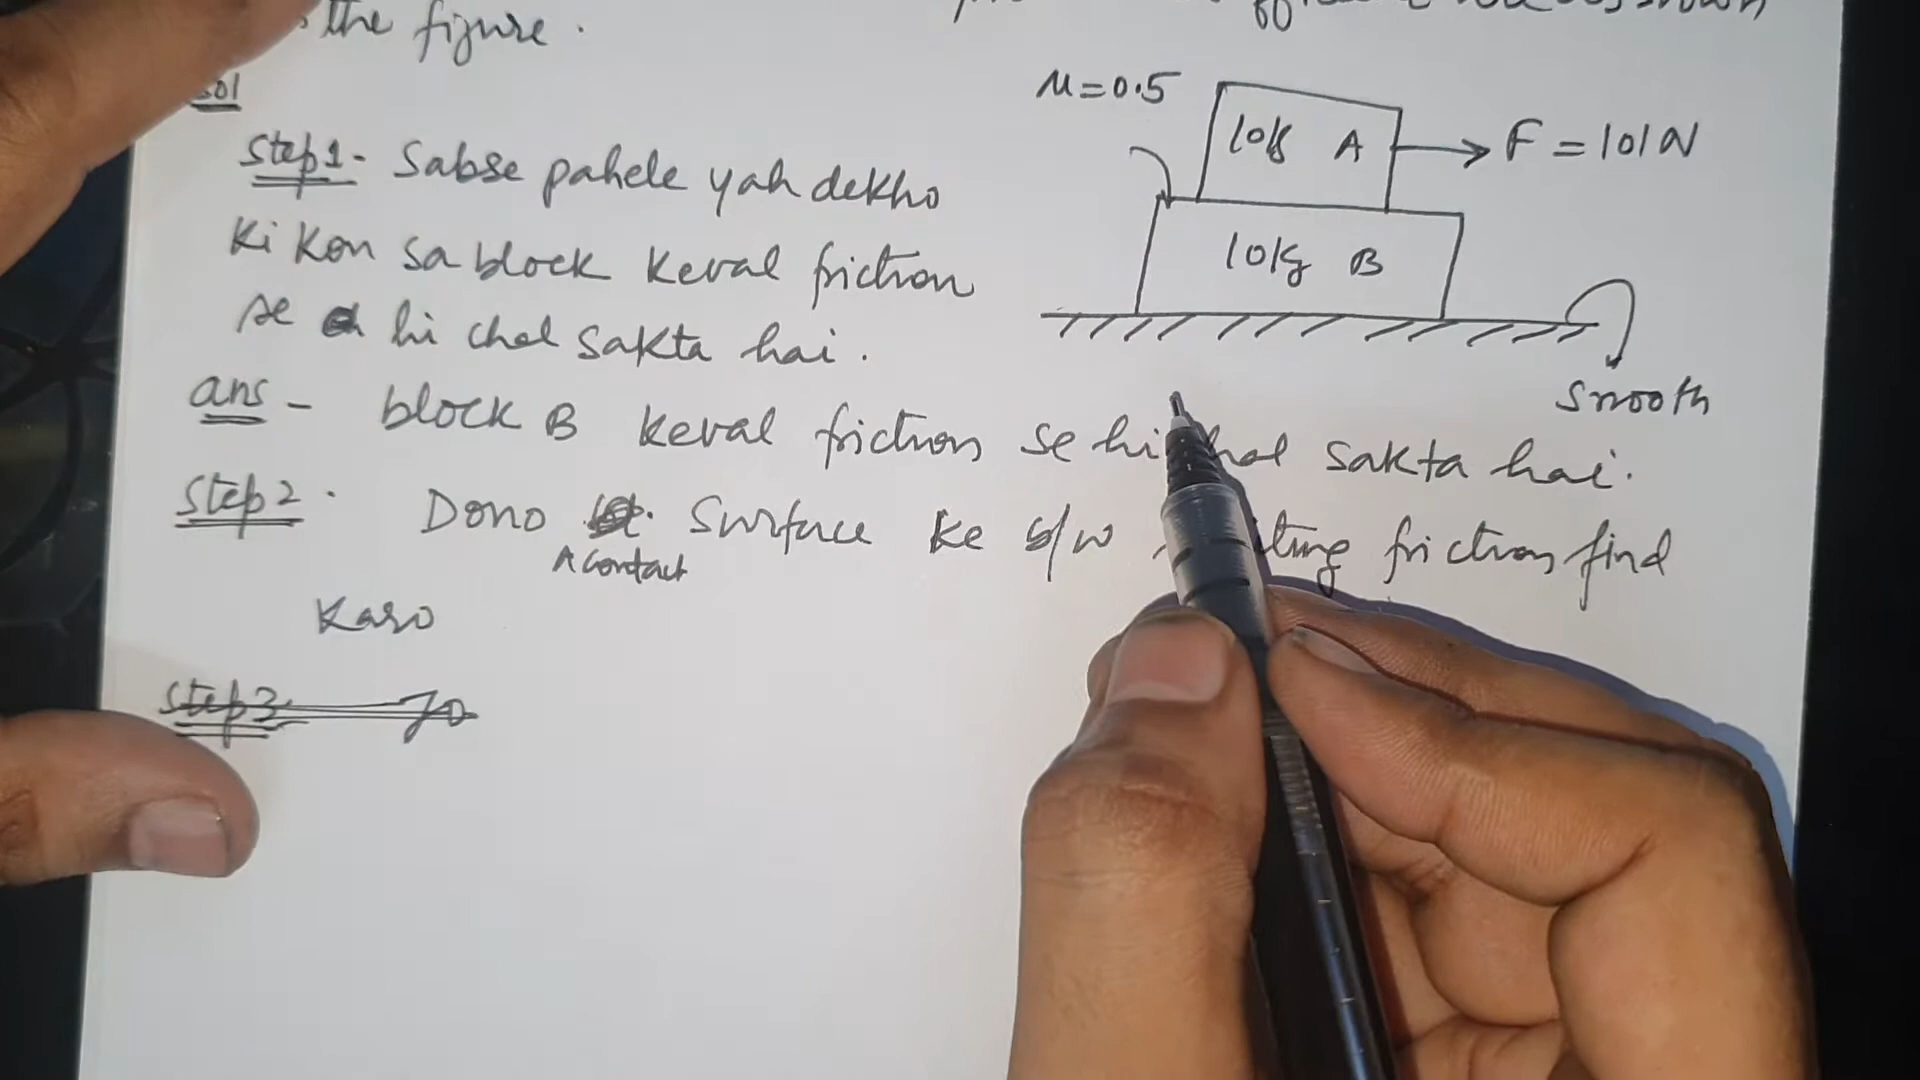 the figure.
sol
Step1- Sabse pahele yah dekho
Ki kon sa block keval friction
se hi chal sakta hai.
ans - block B keval friction se hi sakta hai.
Step2. Dono surface ke b/w friction find
A contact
Karo
Step3 Jo
M=0.5
10kg A
F = 101N
10kg B
Smooth